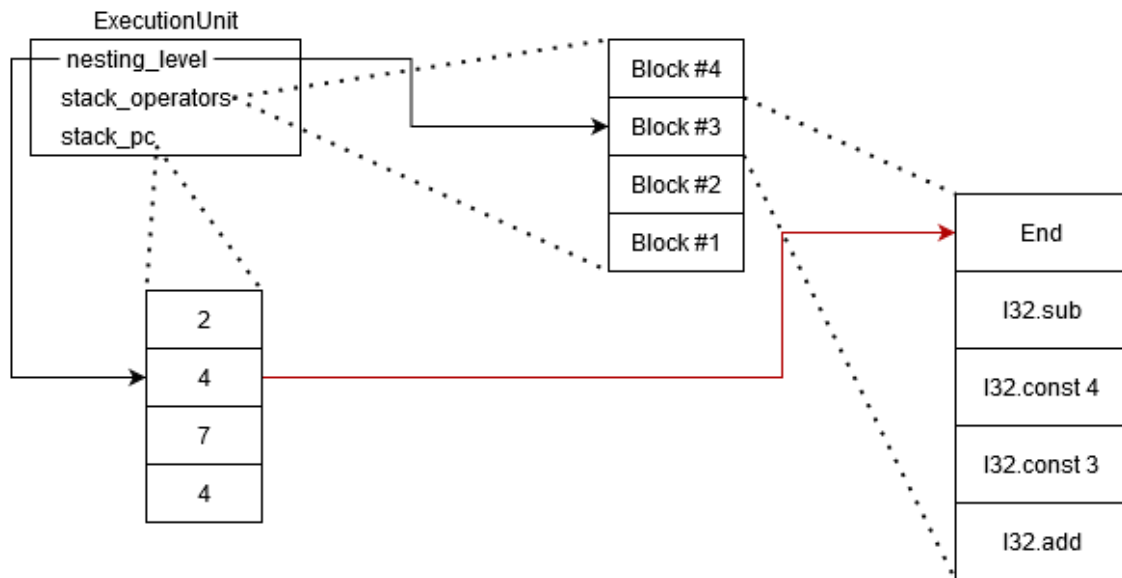 ExecutionUnit
nesting_level
stack_operators
stack_pc
Block #4
Block #3
Block #2
Block #1
End
I32.sub
I32.const 4
I32.const 3
I32.add
2
4
7
4